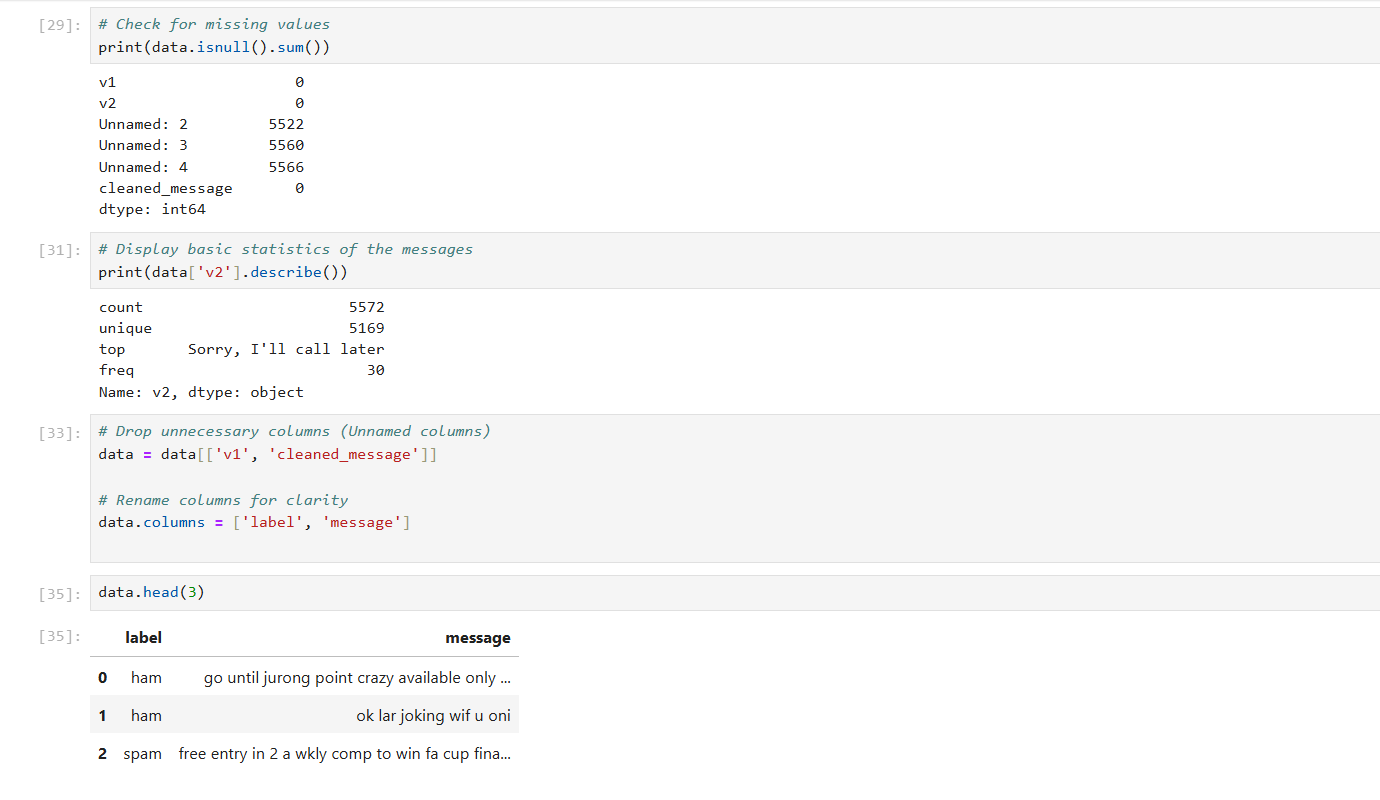 [29]: # Check for missing values
print(data.isnull().sum())
v1 0
v2 0
Unnamed: 2 5522
Unnamed: 3 5560
Unnamed: 4 5566
cleaned_message 0
dtype: int64
[31]: # Display basic statistics of the messages
print(data['v2'].describe())
count 5572
unique 5169
top Sorry, I'll call later
freq 30
Name: v2, dtype: object
[33]: # Drop unnecessary columns (Unnamed columns)
data = data[['v1', 'cleaned_message']]
# Rename columns for clarity
data.columns = ['label', 'message']
[35]: data.head(3)
[35]: label message
0 ham go until jurong point crazy available only ...
1 ham ok lar joking wif u oni
2 spam free entry in 2 a wkly comp to win fa cup fina...